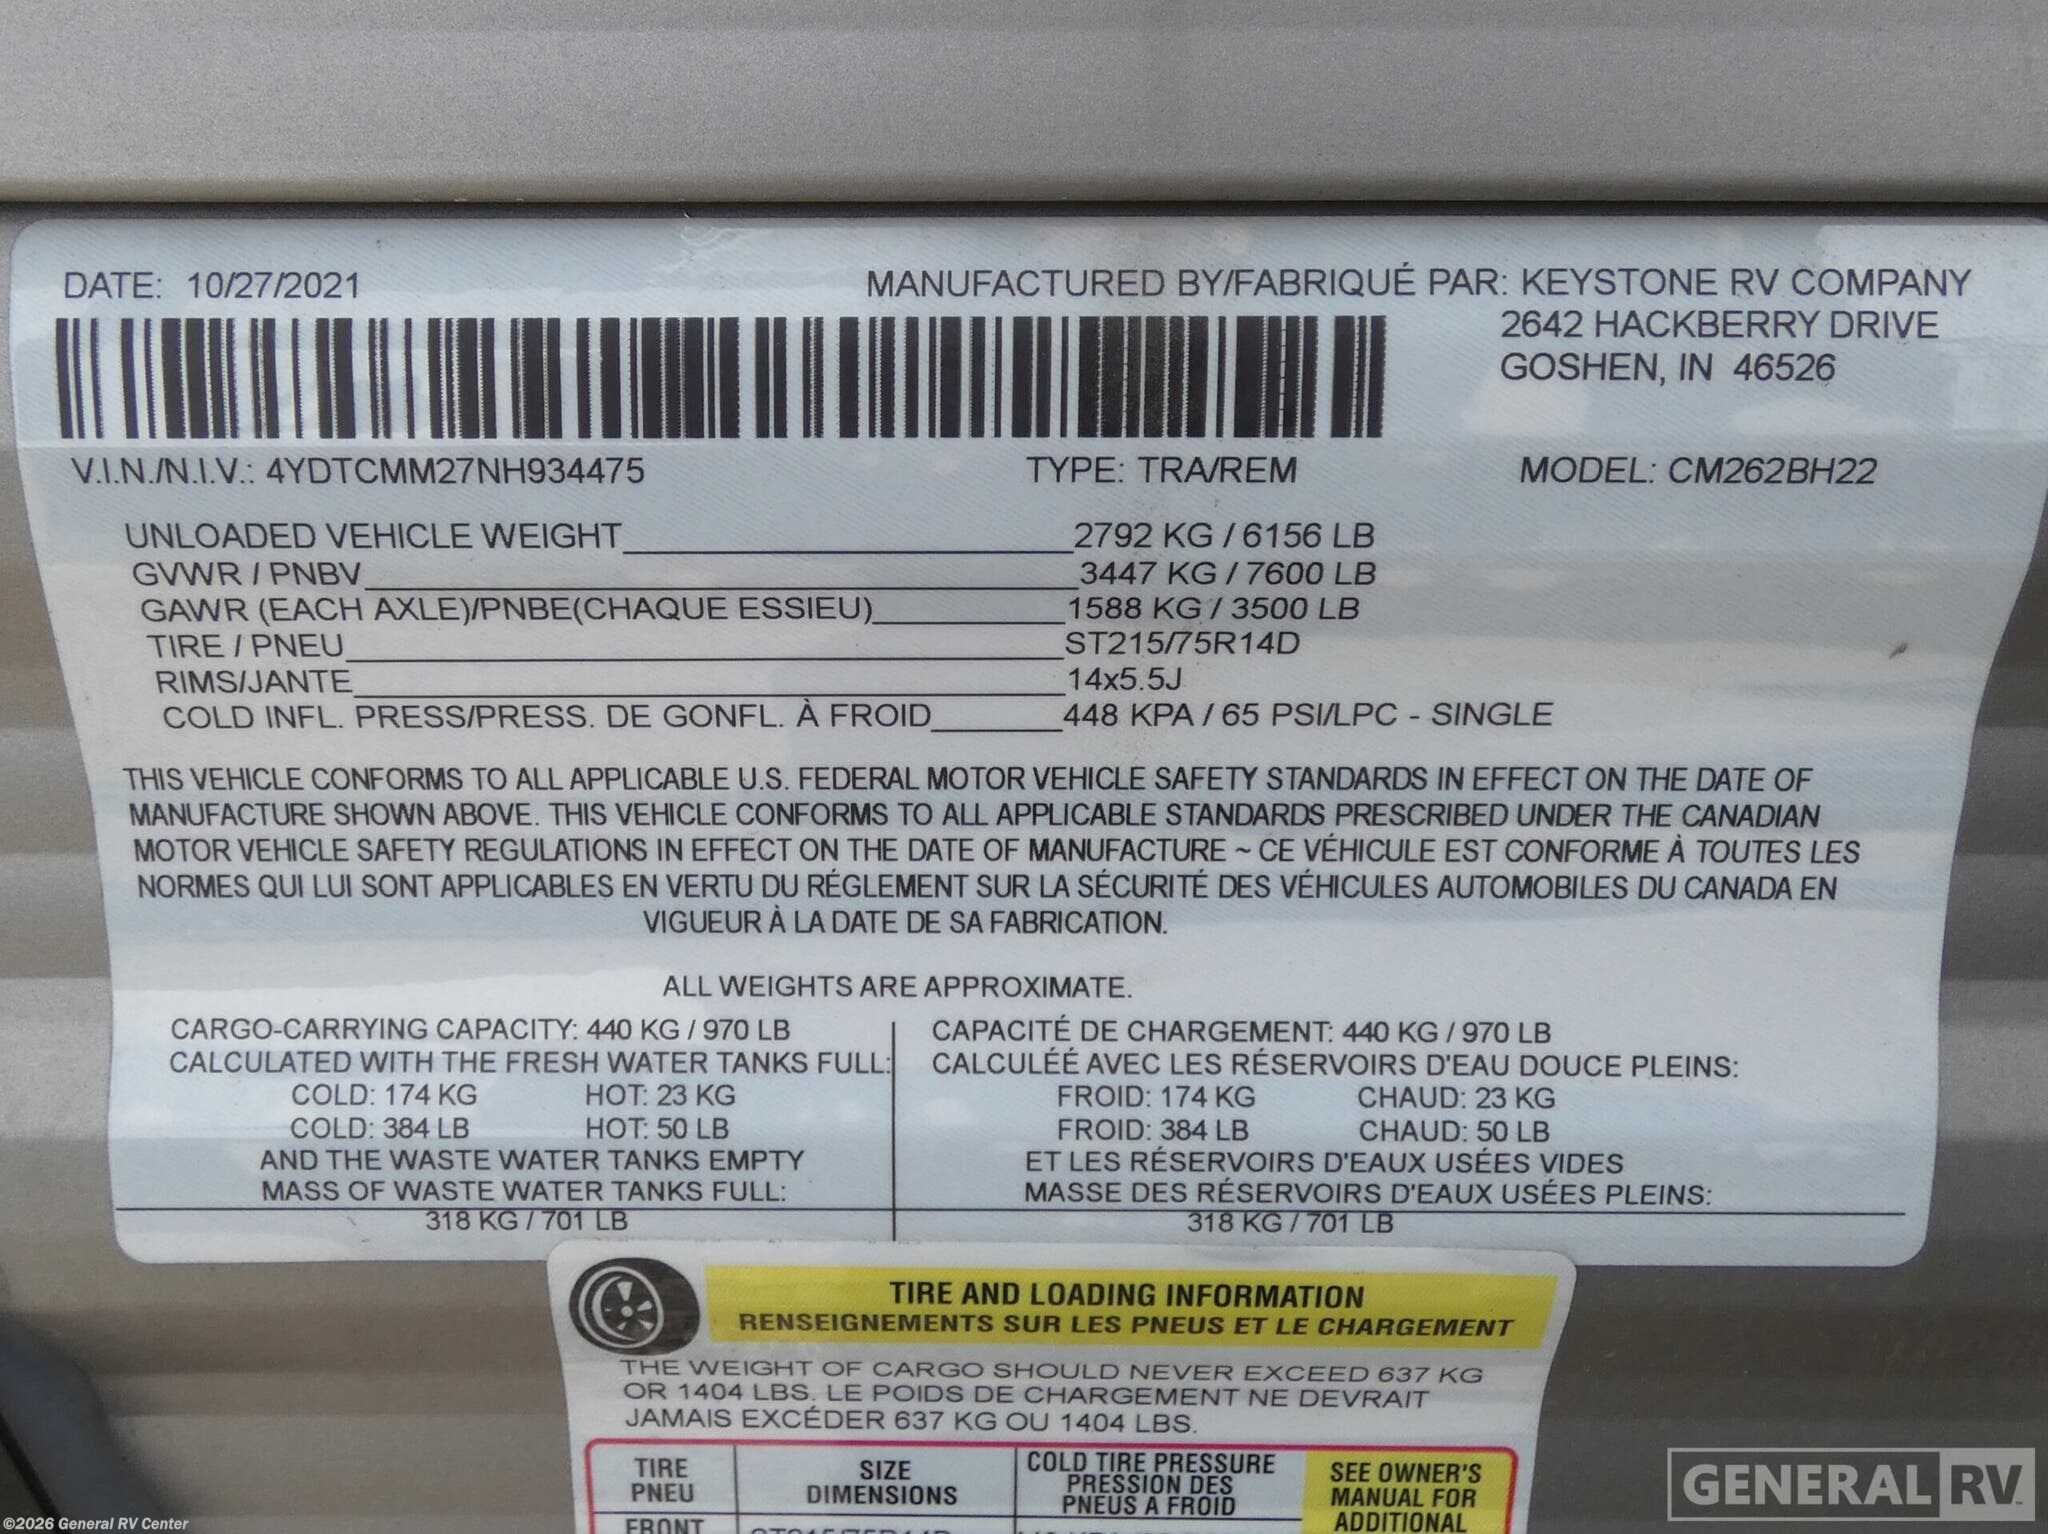 DATE: 10/27/2021
MANUFACTURED BY/FABRIQUÉ PAR: KEYSTONE RV COMPANY
2642 HACKBERRY DRIVE
GOSHEN, IN 46526
V.I.N./N.I.V.: 4YDTCMM27NH934475 TYPE: TRA/REM MODEL: CM262BH22
UNLOADED VEHICLE WEIGHT 2792 KG / 6156 LB
GVWR / PNBV 3447 KG / 7600 LB
GAWR (EACH AXLE)/PNBE(CHAQUE ESSIEU) 1588 KG / 3500 LB
TIRE / PNEU ST215/75R14D
RIMS/JANTE 14x5.5J
COLD INFL. PRESS/PRESS. DE GONFL. À FROID 448 KPA / 65 PSI/LPC - SINGLE
THIS VEHICLE CONFORMS TO ALL APPLICABLE U.S. FEDERAL MOTOR VEHICLE SAFETY STANDARDS IN EFFECT ON THE DATE OF
MANUFACTURE SHOWN ABOVE. THIS VEHICLE CONFORMS TO ALL APPLICABLE STANDARDS PRESCRIBED UNDER THE CANADIAN
MOTOR VEHICLE SAFETY REGULATIONS IN EFFECT ON THE DATE OF MANUFACTURE ~ CE VÉHICULE EST CONFORME À TOUTES LES
NORMES QUI LUI SONT APPLICABLES EN VERTU DU RÉGLEMENT SUR LA SÉCURITÉ DES VÉHICULES AUTOMOBILES DU CANADA EN
VIGUEUR À LA DATE DE SA FABRICATION.
ALL WEIGHTS ARE APPROXIMATE.
CARGO-CARRYING CAPACITY: 440 KG / 970 LB
CALCULATED WITH THE FRESH WATER TANKS FULL:
COLD: 174 KG HOT: 23 KG
COLD: 384 LB HOT: 50 LB
AND THE WASTE WATER TANKS EMPTY
MASS OF WASTE WATER TANKS FULL:
318 KG / 701 LB
CAPACITÉ DE CHARGEMENT: 440 KG / 970 LB
CALCULÉÉ AVEC LES RÉSERVOIRS D'EAU DOUCE PLEINS:
FROID: 174 KG CHAUD: 23 KG
FROID: 384 LB CHAUD: 50 LB
ET LES RÉSERVOIRS D'EAUX USÉES VIDES
MASSE DES RÉSERVOIRS D'EAUX USÉES PLEINS:
318 KG / 701 LB
TIRE AND LOADING INFORMATION
RENSEIGNEMENTS SUR LES PNEUS ET LE CHARGEMENT
THE WEIGHT OF CARGO SHOULD NEVER EXCEED 637 KG
OR 1404 LBS. LE POIDS DE CHARGEMENT NE DEVRAIT
JAMAIS EXCÉDER 637 KG OU 1404 LBS.
TIRE
PNEU
SIZE
DIMENSIONS
COLD TIRE PRESSURE
PRESSION DES
PNEUS A FROID
SEE OWNER'S
MANUAL FOR
ADDITIONAL
FRONT
GENERAL RV
©2026 General RV Center